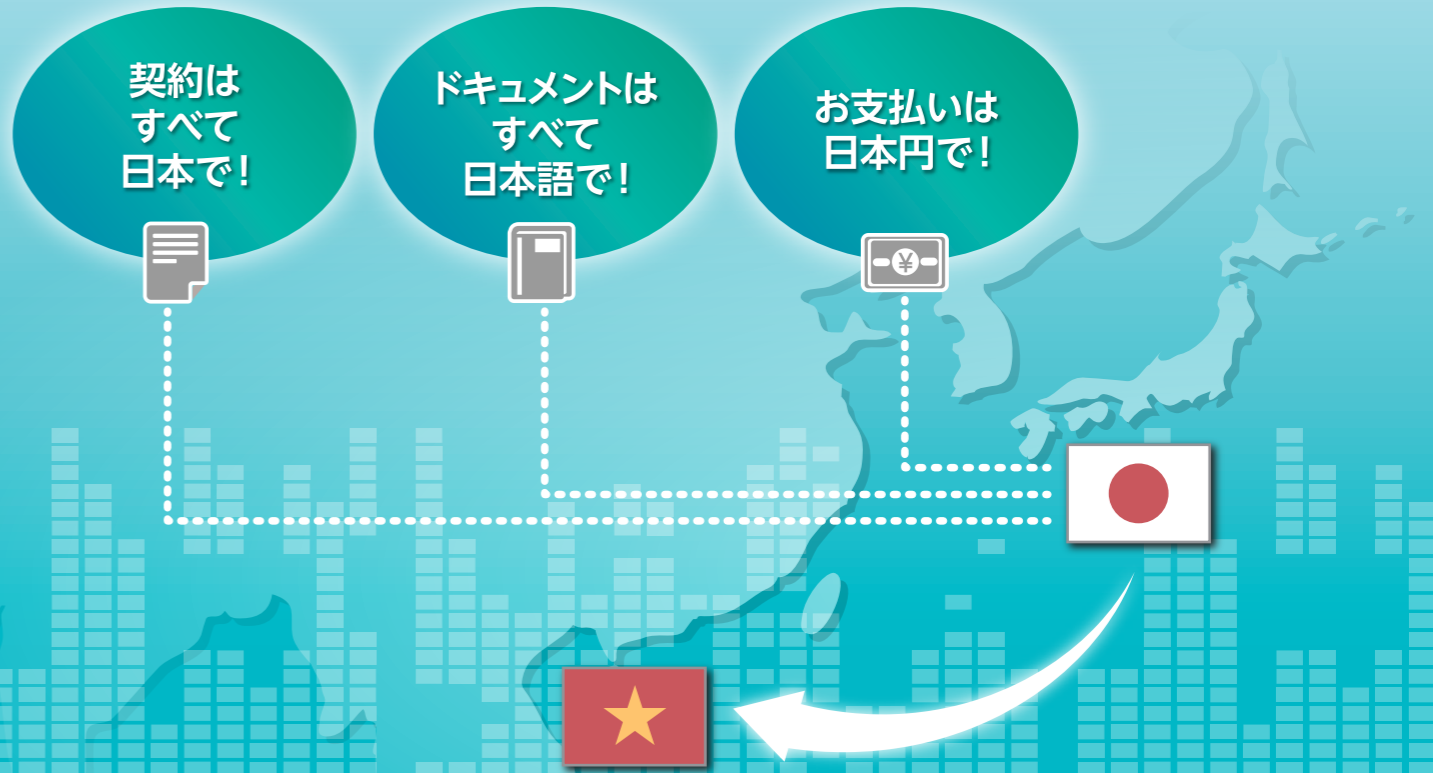 契約は
すべて
日本で！
ドキュメントは
すべて
日本語で！
お支払いは
日本円で！
¥